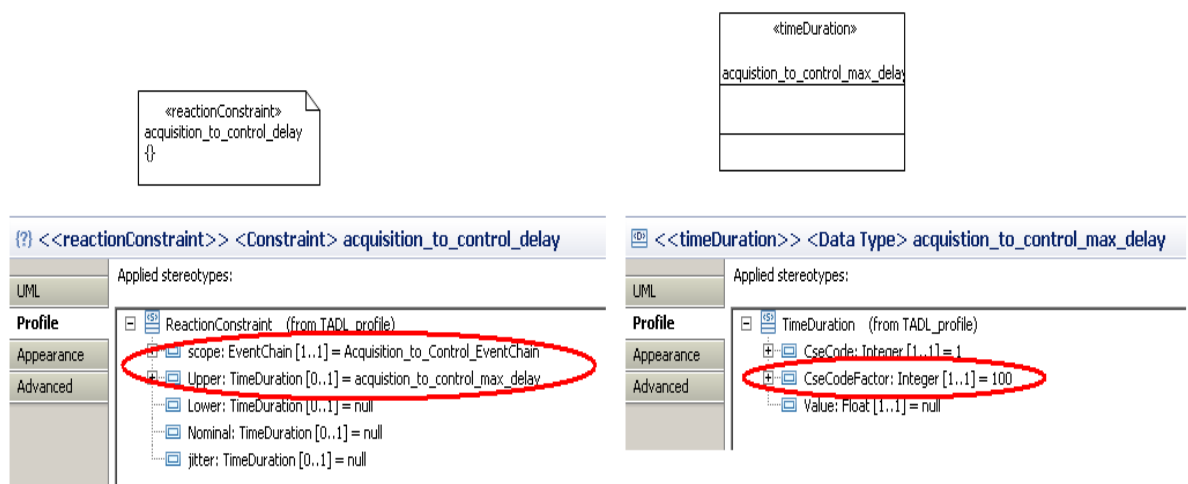 «timeDuration»
acquistion_to_control_max_delay
«reactionConstraint»
acquisition_to_control_delay
{}
{?} <<reactionConstraint>> <Constraint> acquisition_to_control_delay
Applied stereotypes:
UML
Profile
Appearance
Advanced
<S> ReactionConstraint (from TADL_profile)
scope: EventChain [1..1] = Acquisition_to_Control_EventChain
Upper: TimeDuration [0..1] = acquistion_to_control_max_delay
Lower: TimeDuration [0..1] = null
Nominal: TimeDuration [0..1] = null
jitter: TimeDuration [0..1] = null
<D> <<timeDuration>> <Data Type> acquistion_to_control_max_delay
Applied stereotypes:
UML
Profile
Appearance
Advanced
<S> TimeDuration (from TADL_profile)
CseCode: Integer [1..1] = 1
CseCodeFactor: Integer [1..1] = 100
Value: Float [1..1] = null